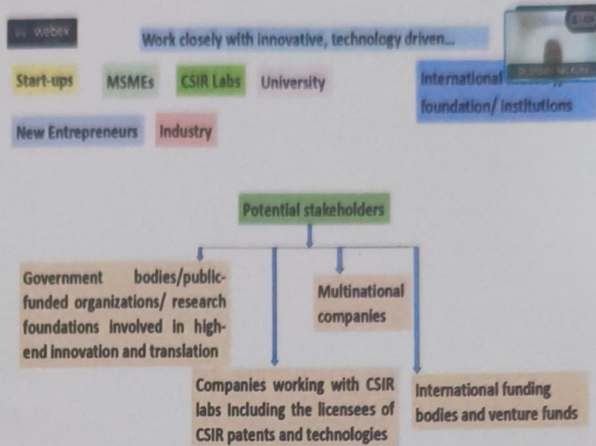 Webex
Work closely with innovative, technology driven...
Start-ups
MSMEs
CSIR Labs
University
International
foundation/ Institutions
New Entrepreneurs
Industry
Potential stakeholders
Government bodies/public-
funded organizations/ research
foundations involved in high-
end innovation and translation
Multinational
companies
Companies working with CSIR
labs Including the licensees of
CSIR patents and technologies
International funding
bodies and venture funds